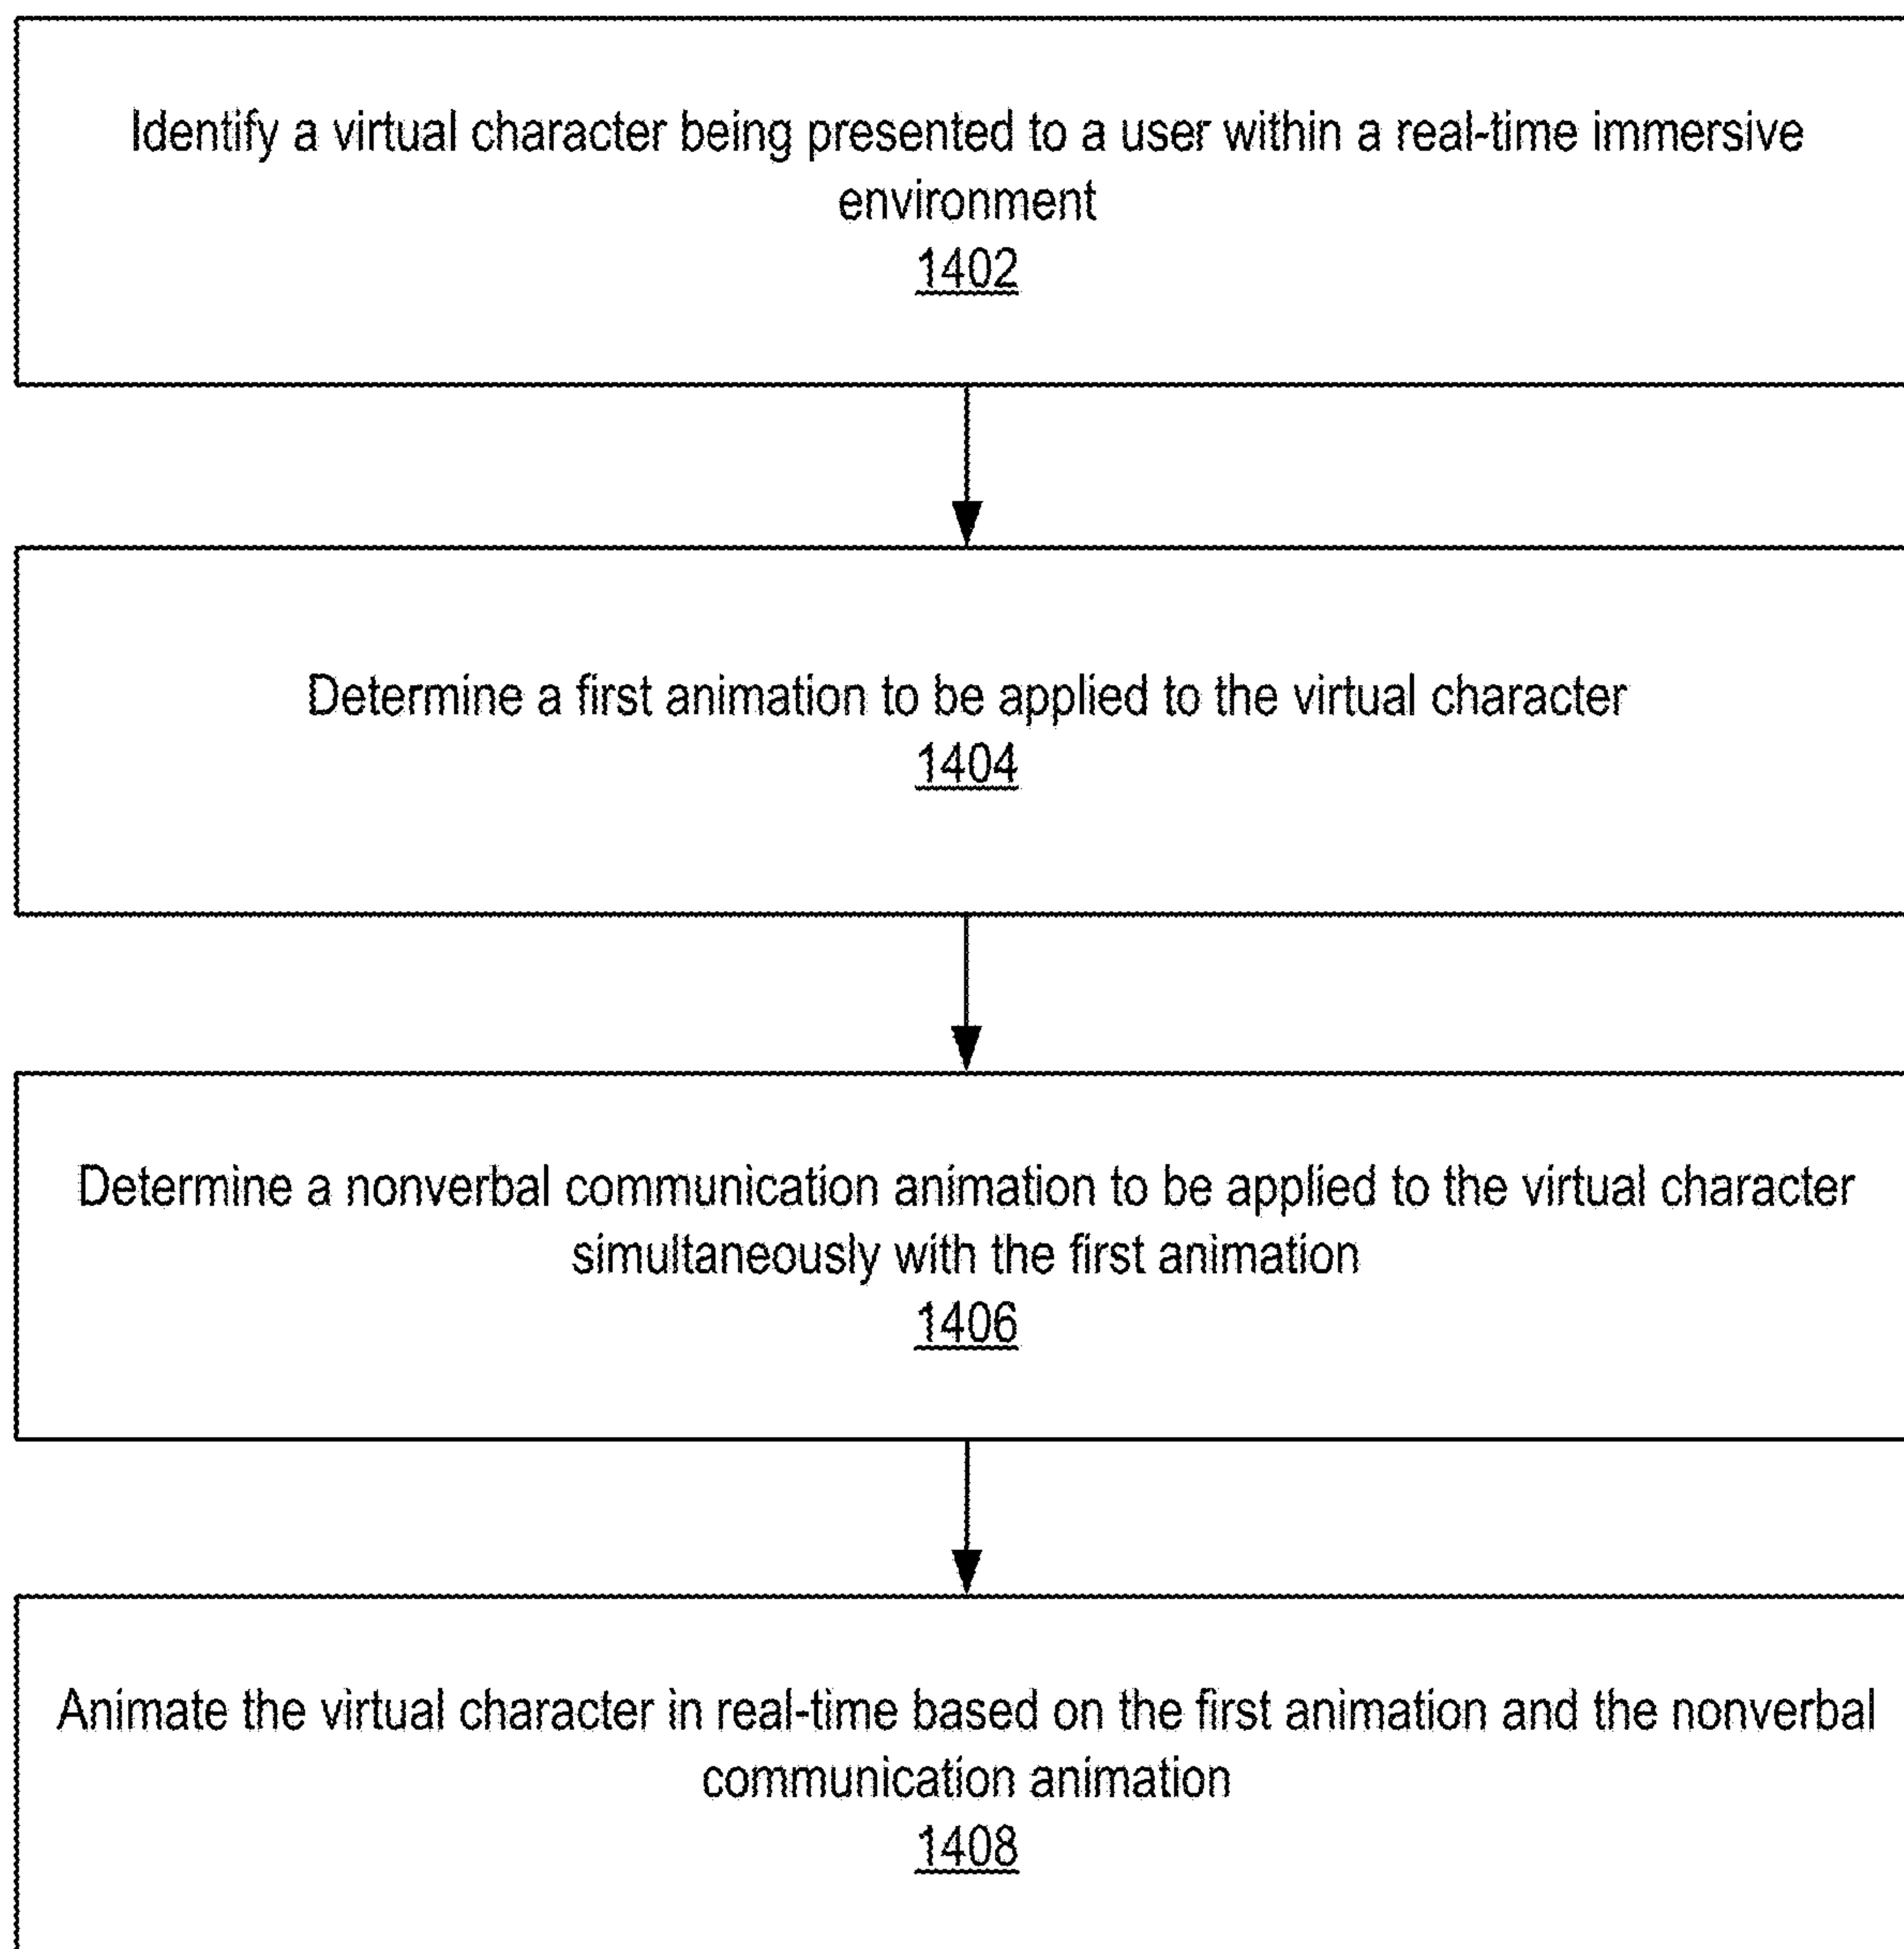 Identify a virtual character being presented to a user within a real-time immersive
environment
1402
Determine a first animation to be applied to the virtual character
1404
Determine a nonverbal communication animation to be applied to the virtual character
simultaneously with the first animation
1406
Animate the virtual character in real-time based on the first animation and the nonverbal
communication animation
1408